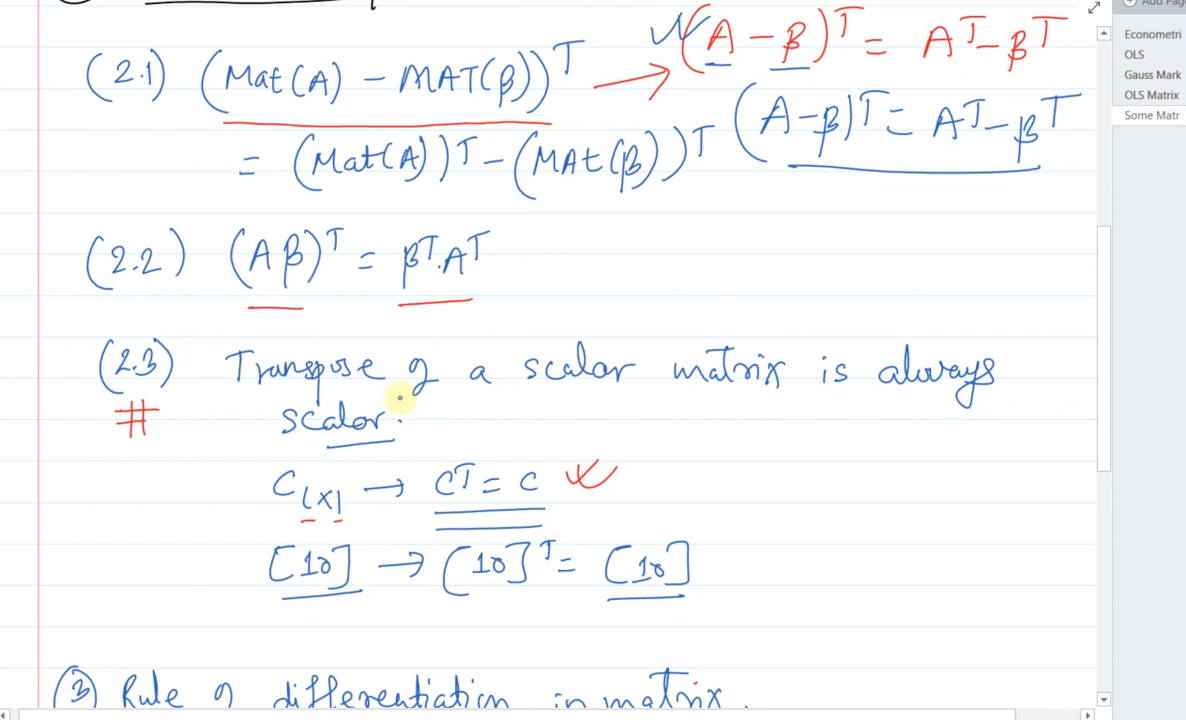 (2.1) (Mat(A) - MAT(β))ᵀ → (A - β)ᵀ = Aᵀ - βᵀ
= (Mat(A))ᵀ - (MAt(β))ᵀ (A - β)ᵀ = Aᵀ - βᵀ
(2.2) (Aβ)ᵀ = βᵀ.Aᵀ
(2.3) Transpose of a scalar matrix is always
# scalar.
C₁ₓ₁ → Cᵀ = C
[10] → [10]ᵀ = [10]
③ Rule of differentiation in matrix.
Add Page
Econometri
OLS
Gauss Mark
OLS Matrix
Some Matr